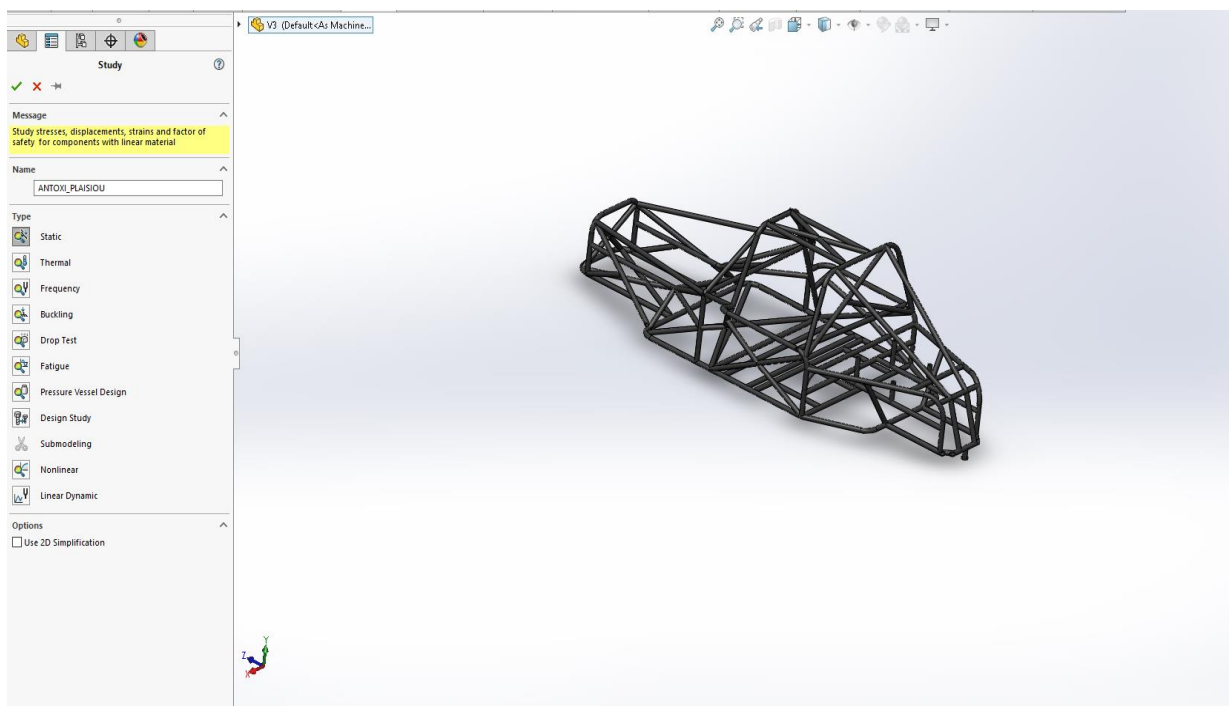 V3 (Default<As Machine...
Study
Message
Study stresses, displacements, strains and factor of
safety for components with linear material
Name
ANTOXI_PLAISIOU
Type
Static
Thermal
Frequency
Buckling
Drop Test
Fatigue
Pressure Vessel Design
Design Study
Submodeling
Nonlinear
Linear Dynamic
Options
Use 2D Simplification
Y
Z
X